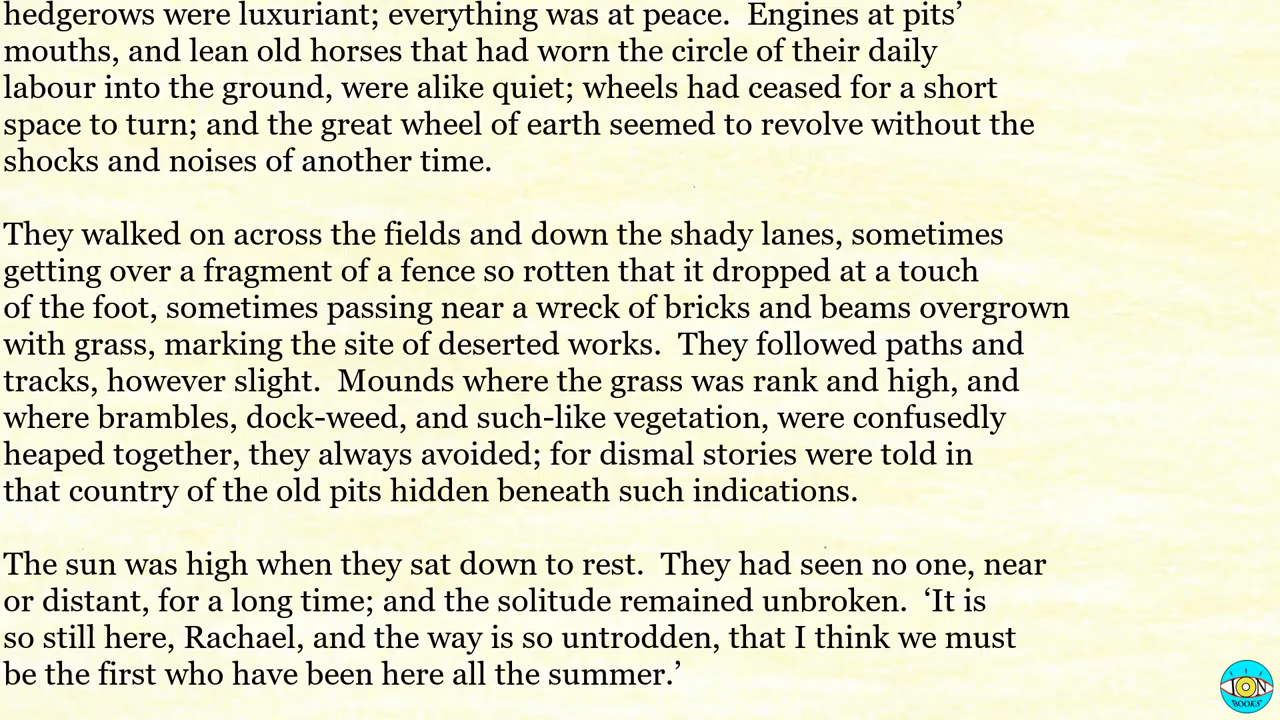 hedgerows were luxuriant; everything was at peace.  Engines at pits’
mouths, and lean old horses that had worn the circle of their daily
labour into the ground, were alike quiet; wheels had ceased for a short
space to turn; and the great wheel of earth seemed to revolve without the
shocks and noises of another time.

They walked on across the fields and down the shady lanes, sometimes
getting over a fragment of a fence so rotten that it dropped at a touch
of the foot, sometimes passing near a wreck of bricks and beams overgrown
with grass, marking the site of deserted works.  They followed paths and
tracks, however slight.  Mounds where the grass was rank and high, and
where brambles, dock-weed, and such-like vegetation, were confusedly
heaped together, they always avoided; for dismal stories were told in
that country of the old pits hidden beneath such indications.

The sun was high when they sat down to rest.  They had seen no one, near
or distant, for a long time; and the solitude remained unbroken.  ‘It is
so still here, Rachael, and the way is so untrodden, that I think we must
be the first who have been here all the summer.’
ION
BOOKS